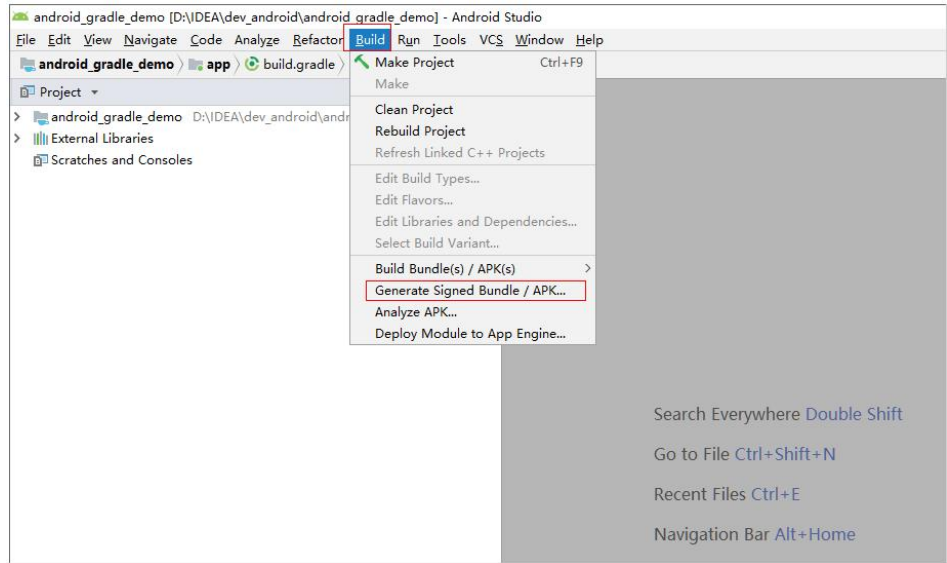 android_gradle_demo [D:\IDEA\dev_android\android_gradle_demo] - Android Studio
File Edit View Navigate Code Analyze Refactor Build Run Tools VCS Window Help
android_gradle_demo app build.gradle
Project
android_gradle_demo D:\IDEA\dev_android\andr
External Libraries
Scratches and Consoles
Make Project Ctrl+F9
Make
Clean Project
Rebuild Project
Refresh Linked C++ Projects
Edit Build Types...
Edit Flavors...
Edit Libraries and Dependencies...
Select Build Variant...
Build Bundle(s) / APK(s)
Generate Signed Bundle / APK...
Analyze APK...
Deploy Module to App Engine...
Search Everywhere Double Shift
Go to File Ctrl+Shift+N
Recent Files Ctrl+E
Navigation Bar Alt+Home